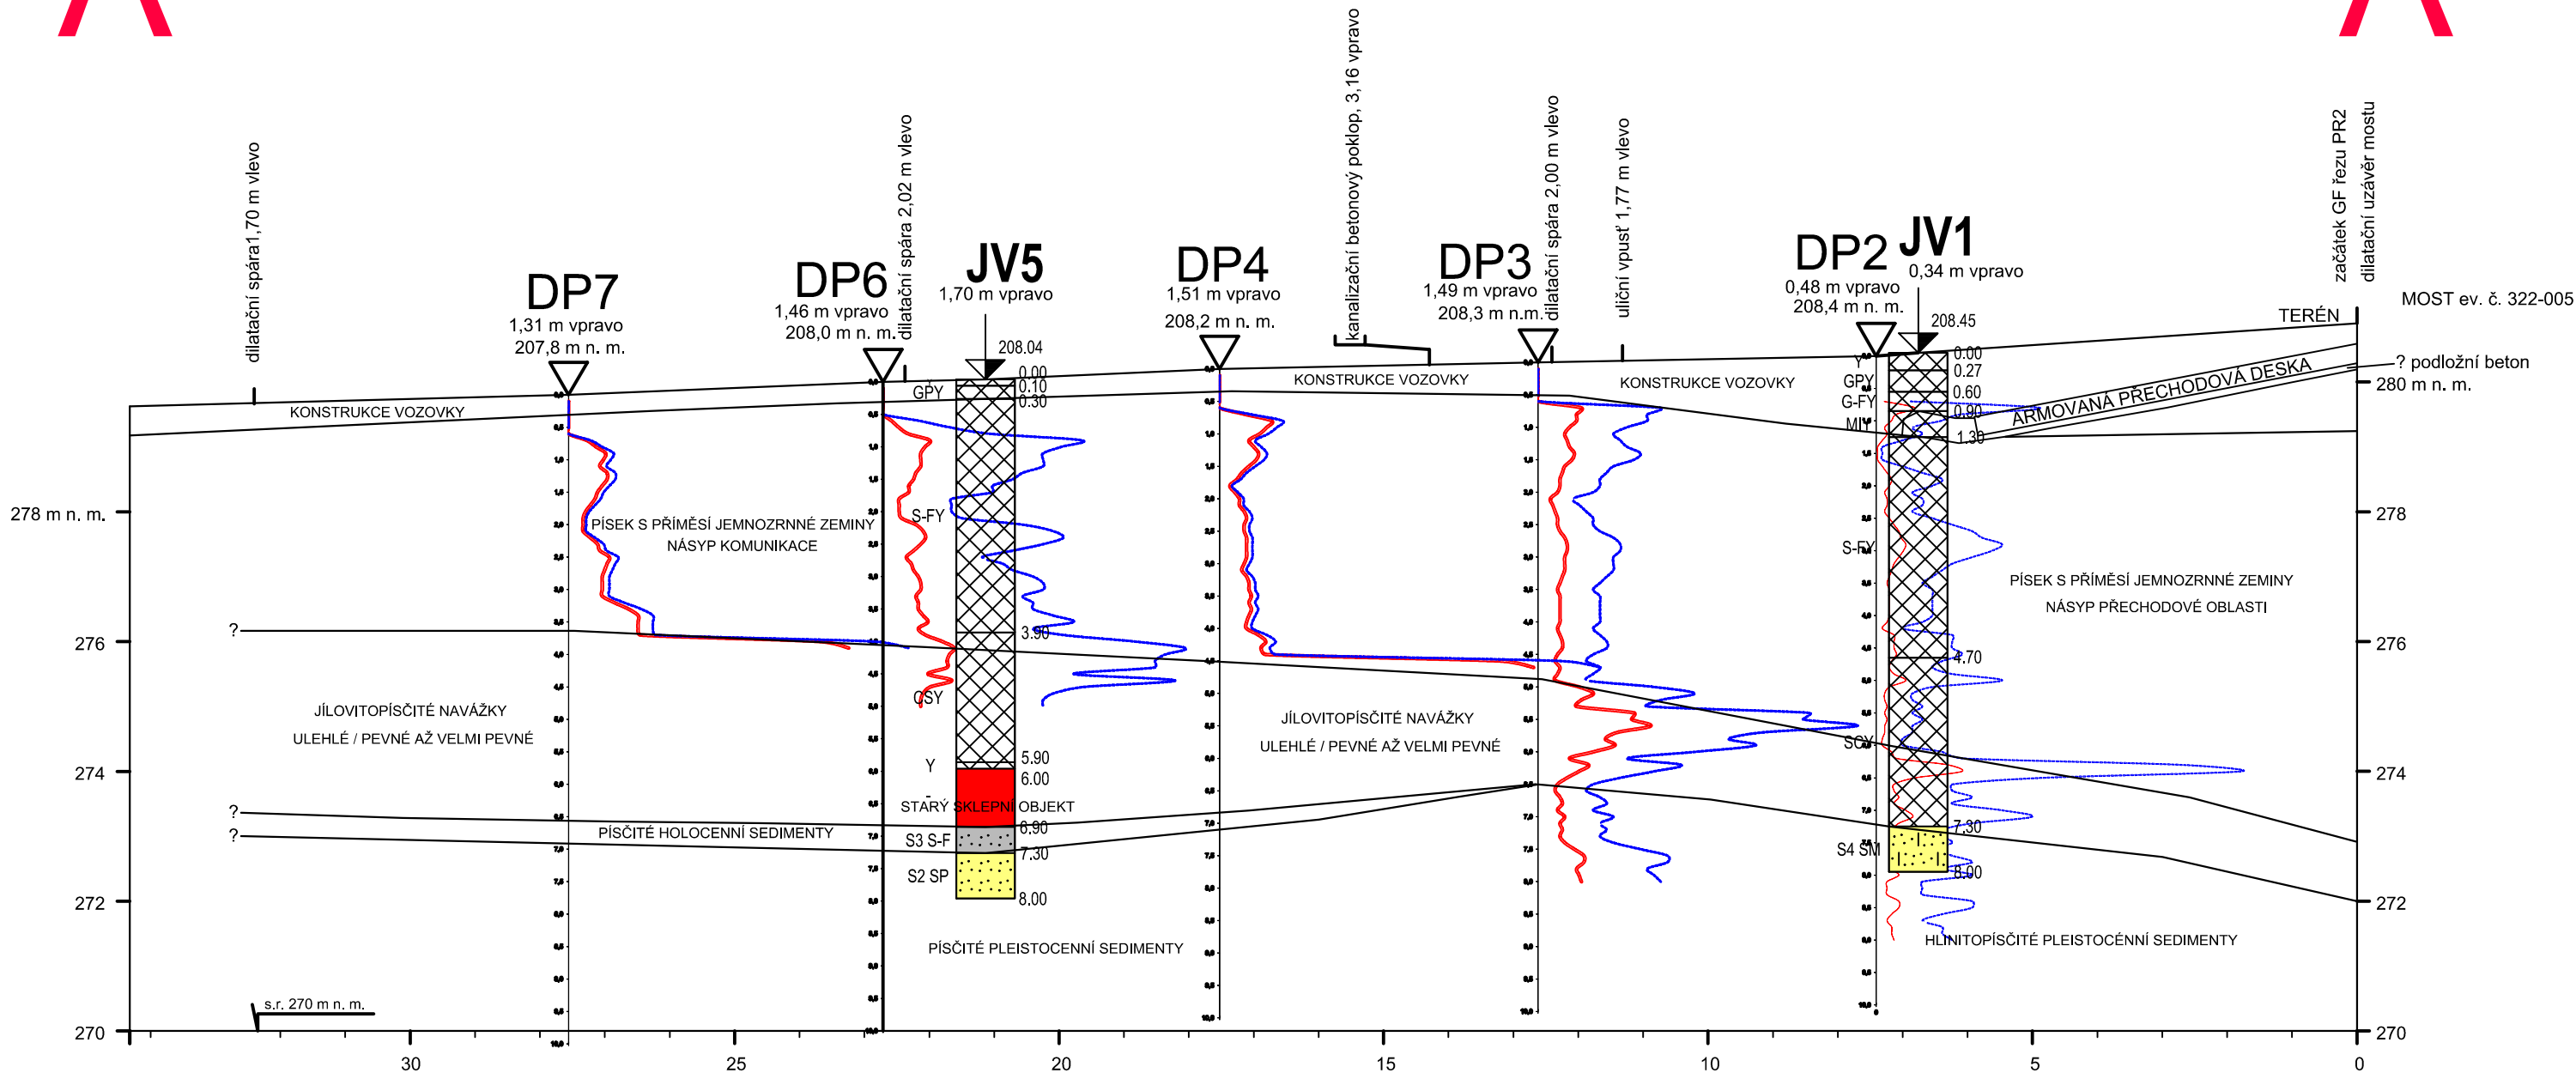 dilatační spára1,70 m vlevo
dilatační spára 2,02 m vlevo
kanalizační betonový poklop, 3,16 vpravo
dilatační spára 2,00 m vlevo
uliční vpusť 1,77 m vlevo
začátek GF řezu PR2
dilatační uzávěr mostu
MOST ev. č. 322-005
DP7
1,31 m vpravo
207,8 m n. m.
DP6
1,46 m vpravo
208,0 m n. m.
JV5
1,70 m vpravo
208.04
DP4
1,51 m vpravo
208,2 m n. m.
DP3
1,49 m vpravo
208,3 m n.m.
DP2
0,48 m vpravo
208,4 m n. m.
JV1
0,34 m vpravo
208.45
TERÉN
? podložní beton
280 m n. m.
ARMOVANÁ PŘECHODOVÁ DESKA
KONSTRUKCE VOZOVKY
KONSTRUKCE VOZOVKY
KONSTRUKCE VOZOVKY
0.00
0.10
0.30
GPY
S-FY
3.90
CSY
5.90
Y
6.00
-
STARÝ SKLEPNÍ OBJEKT
6.90
S3 S-F
7.30
S2 SP
8.00
Y
0.00
0.27
GPY
0.60
G-FY
0.90
1.30
S-FY
4.70
SCY
7.30
S4 SM
8.00
278 m n. m.
276
274
272
270
278
276
274
272
270
PÍSEK S PŘÍMĚSÍ JEMNOZRNNÉ ZEMINY
NÁSYP KOMUNIKACE
PÍSEK S PŘÍMĚSÍ JEMNOZRNNÉ ZEMINY
NÁSYP PŘECHODOVÉ OBLASTI
?
JÍLOVITOPÍSČITÉ NAVÁŽKY
ULEHLÉ / PEVNÉ AŽ VELMI PEVNÉ
JÍLOVITOPÍSČITÉ NAVÁŽKY
ULEHLÉ / PEVNÉ AŽ VELMI PEVNÉ
?
?
PÍSČITÉ HOLOCENNÍ SEDIMENTY
PÍSČITÉ PLEISTOCENNÍ SEDIMENTY
HLINITOPÍSČITÉ PLEISTOCÉNNÍ SEDIMENTY
s.r. 270 m n. m.
30
25
20
15
10
5
0